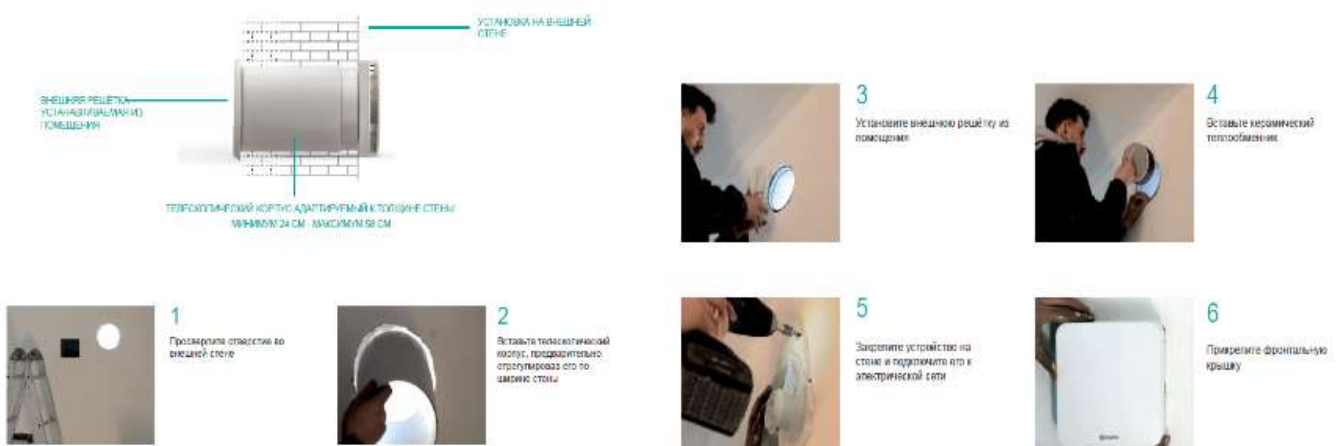 УСТАНОВКА НА ВНЕШНЕЙ
СТЕНЕ
ВНЕШНЯЯ РЕШЁТКА
УСТАНАВЛИВАЕМАЯ ИЗ
ПОМЕЩЕНИЯ
ТЕЛЕСКОПИЧЕСКИЙ КОРПУС АДАПТИРУЕМЫЙ К ТОЛЩИНЕ СТЕНЫ
МИНИМУМ 24 СМ - МАКСИМУМ 58 СМ
1
Просверлите отверстие во
внешней стене
2
Вставьте телескопический
корпус, предварительно
отрегулировав его по
ширине стены
3
Установите внешнюю решётку из
помещения
4
Вставьте керамический
теплообменник
5
Закрепите устройство на
стене и подключите его к
электрической сети
6
Прикрепите фронтальную
крышку